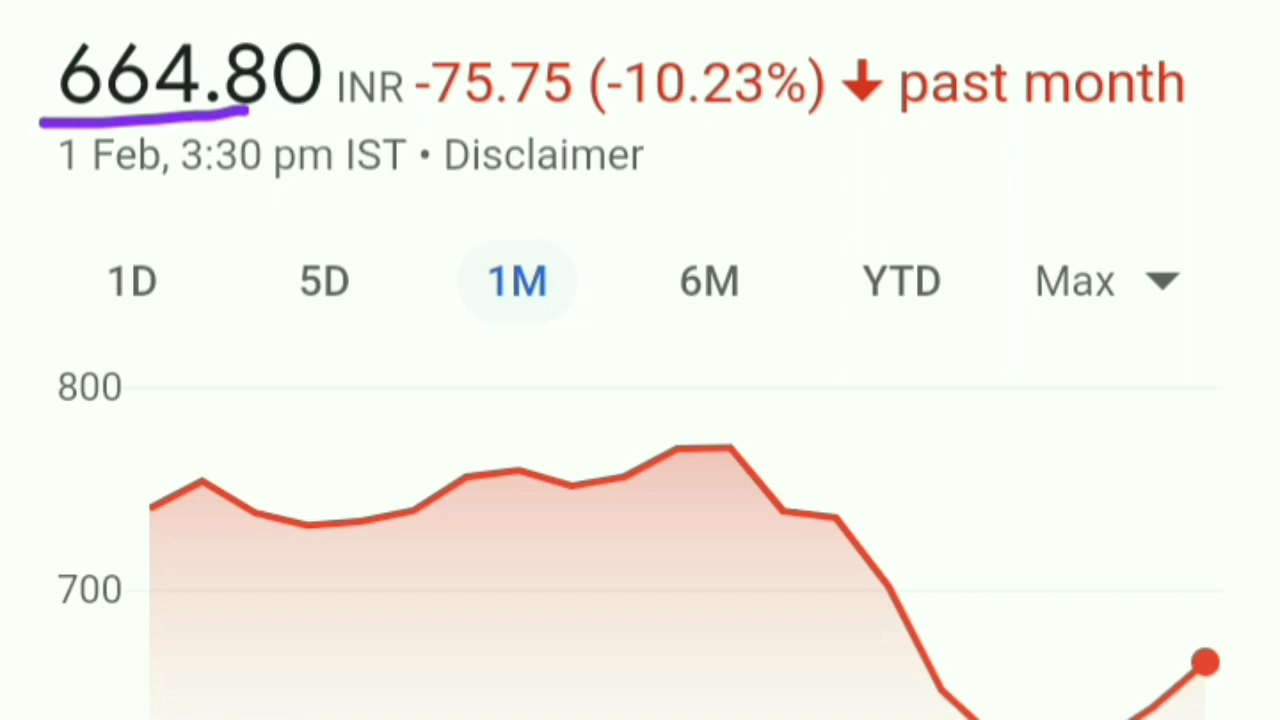 664.80 INR -75.75 (-10.23%) ↓ past month
1 Feb, 3:30 pm IST • Disclaimer
1D 5D 1M 6M YTD Max
800
700